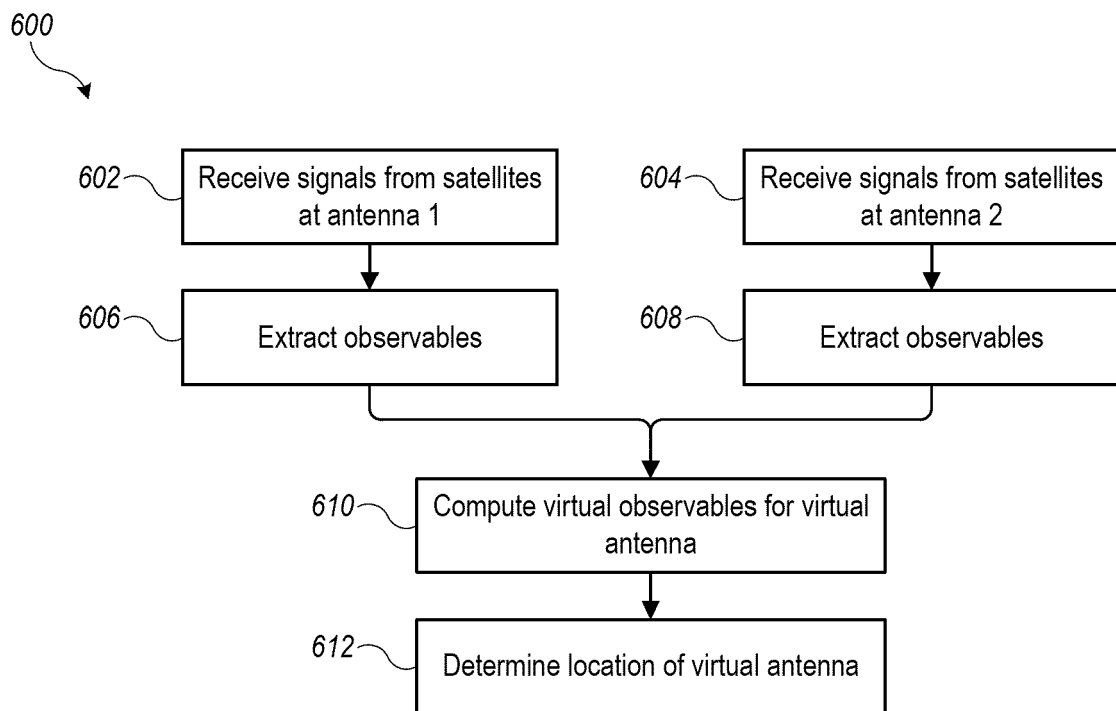 600
602
Receive signals from satellites
at antenna 1
604
Receive signals from satellites
at antenna 2
606
Extract observables
608
Extract observables
610
Compute virtual observables for virtual
antenna
612
Determine location of virtual antenna